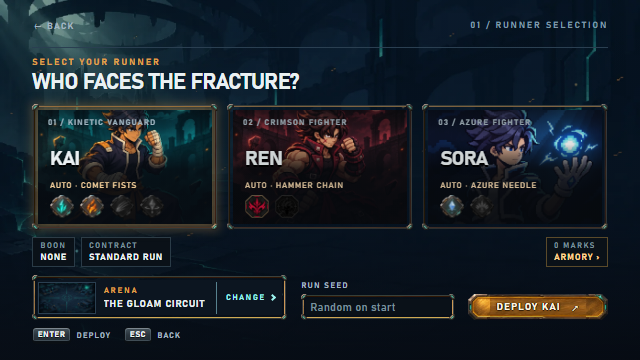 ← BACK
01 / RUNNER SELECTION
SELECT YOUR RUNNER
WHO FACES THE FRACTURE?
01 / KINETIC VANGUARD
KAI
AUTO · COMET FISTS
02 / CRIMSON FIGHTER
REN
AUTO · HAMMER CHAIN
03 / AZURE FIGHTER
SORA
AUTO · AZURE NEEDLE
BOON
NONE
CONTRACT
STANDARD RUN
0 MARKS
ARMORY ›
ARENA
THE GLOAM CIRCUIT
CHANGE ›
RUN SEED
Random on start
DEPLOY KAI ↗
ENTER DEPLOY ESC BACK